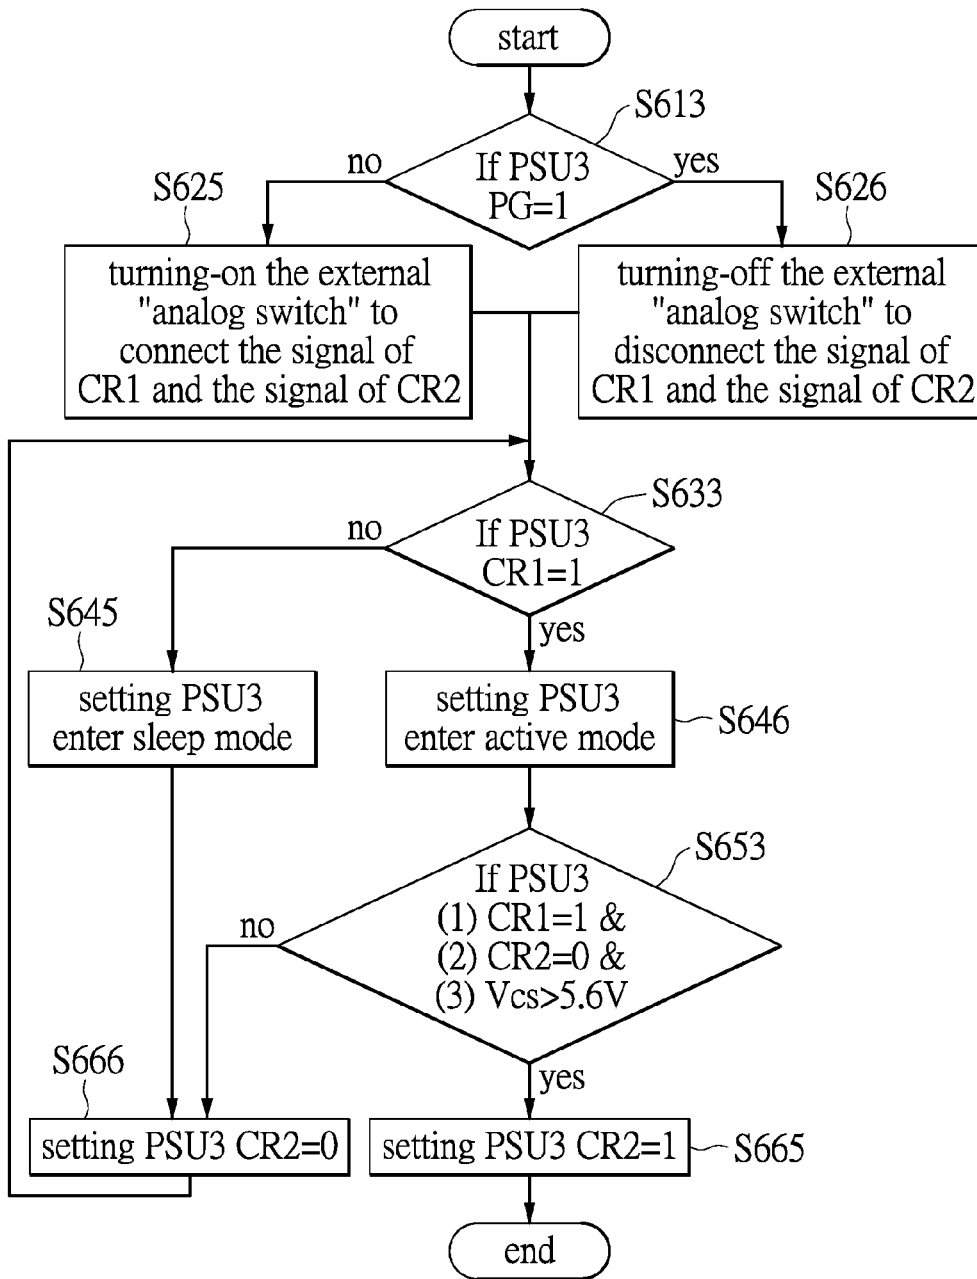 start
S613
no
If PSU3
PG=1
yes
S625
S626
turning-on the external
"analog switch" to
connect the signal of
CR1 and the signal of CR2
turning-off the external
"analog switch" to
disconnect the signal of
CR1 and the signal of CR2
S633
no
If PSU3
CR1=1
yes
S645
setting PSU3
enter sleep mode
setting PSU3
enter active mode
S646
S653
no
If PSU3
(1) CR1=1 &
(2) CR2=0 &
(3) Vcs>5.6V
yes
S666
setting PSU3 CR2=0
setting PSU3 CR2=1
S665
end